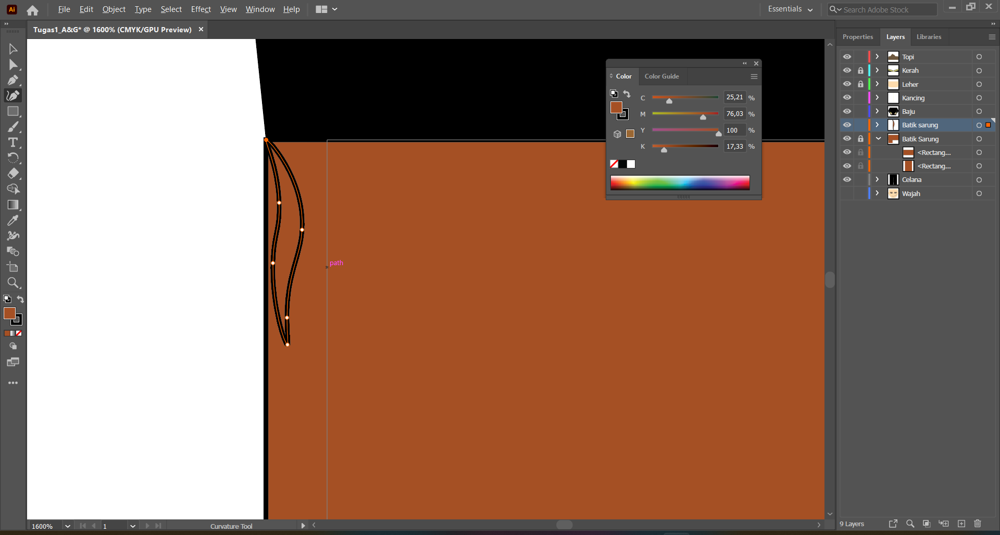 Ai File Edit Object Type Select Effect View Window Help Essentials Search Adobe Stock
Tugas1_A&G* @ 1600% (CMYK/GPU Preview)
Properties Layers Libraries
Topi
Kerah
Leher
Kancing
Baju
Batik sarung
Batik Sarung
<Rectang...
<Rectang...
Celana
Wajah
Color Color Guide
C 25,21 %
M 76,03 %
Y 100 %
K 17,33 %
path
T
1600% 1 Curvature Tool
9 Layers